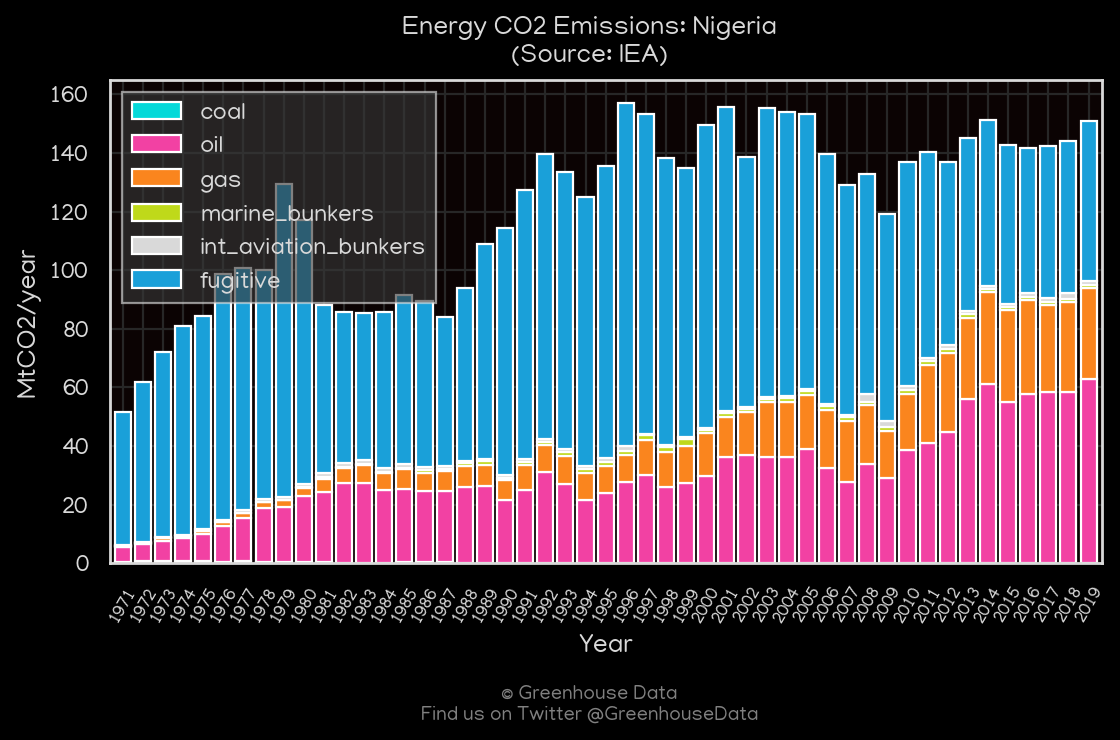 Energy CO2 Emissions: Nigeria
(Source: IEA)
MtCO2/year
160
140
120
100
80
60
40
20
0
coal
oil
gas
marine_bunkers
int_aviation_bunkers
fugitive
1971 1972 1973 1974 1975 1976 1977 1978 1979 1980 1981 1982 1983 1984 1985 1986 1987 1988 1989 1990 1991 1992 1993 1994 1995 1996 1997 1998 1999 2000 2001 2002 2003 2004 2005 2006 2007 2008 2009 2010 2011 2012 2013 2014 2015 2016 2017 2018 2019
Year
© Greenhouse Data
Find us on Twitter @GreenhouseData